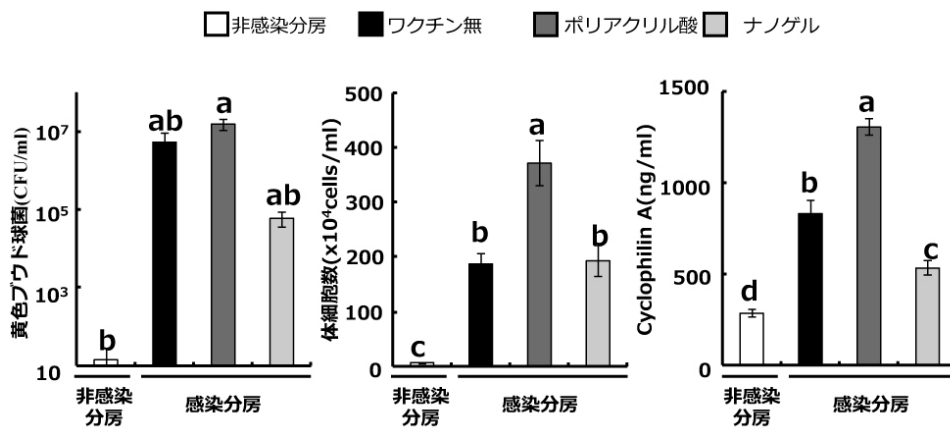 非感染分房 ワクチン無 ポリアクリル酸 ナノゲル
黄色ブウド球菌(CFU/ml)
10⁷
10⁵
10³
10
b
ab
a
ab
非感染
分房
感染分房
体細胞数(x10⁴cells/ml)
500
400
300
200
100
0
c
b
a
b
非感染
分房
感染分房
Cyclophilin A(ng/ml)
1500
1000
500
0
d
b
a
c
非感染
分房
感染分房